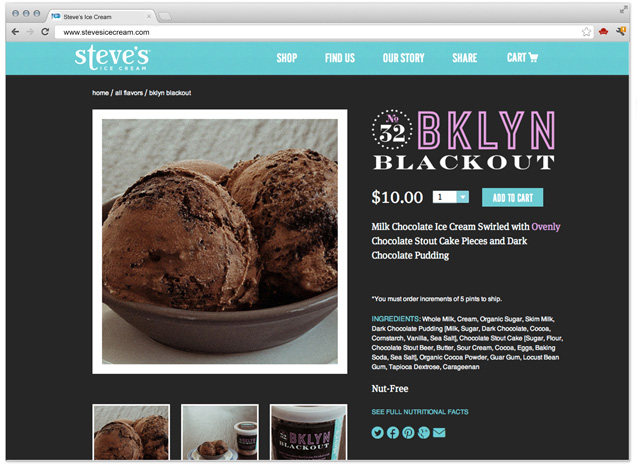 Steve's Ice Cream
www.stevesicecream.com
steve's
ICE CREAM
SHOP FIND US OUR STORY SHARE CART
home / all flavors / bklyn blackout
No 32 BKLYN
BLACKOUT
$10.00 1 ADD TO CART
Milk Chocolate Ice Cream Swirled with Ovenly
Chocolate Stout Cake Pieces and Dark
Chocolate Pudding
*You must order increments of 5 pints to ship.
INGREDIENTS: Whole Milk, Cream, Organic Sugar, Skim Milk,
Dark Chocolate Pudding [Milk, Sugar, Dark Chocolate, Cocoa,
Cornstarch, Vanilla, Sea Salt], Chocolate Stout Cake [Sugar, Flour,
Chocolate Stout Beer, Butter, Sour Cream, Cocoa, Eggs, Baking
Soda, Sea Salt], Organic Cocoa Powder, Guar Gum, Locust Bean
Gum, Tapioca Dextrose, Carageenan
Nut-Free
SEE FULL NUTRITIONAL FACTS
BKLYN
BLACKOUT